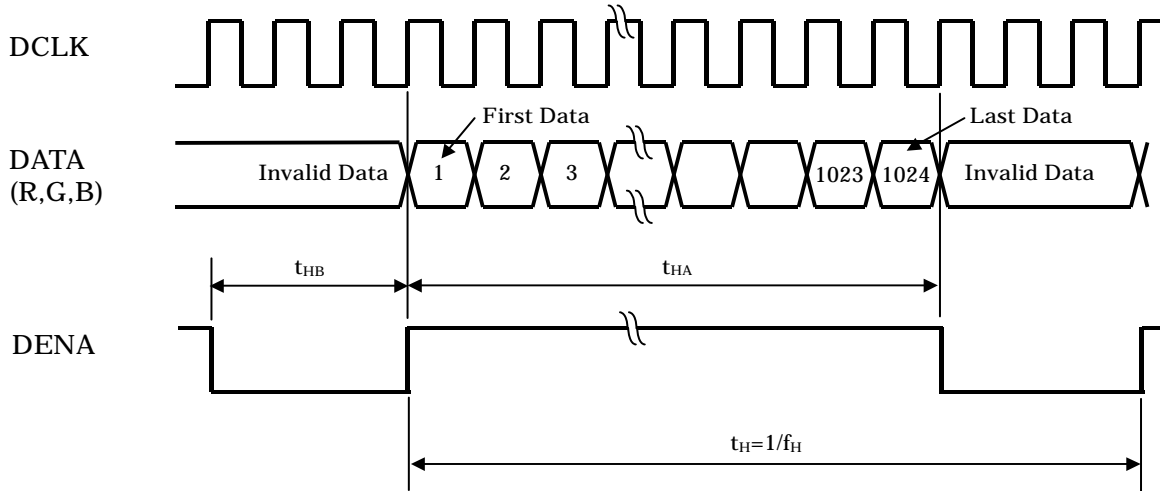 DCLK
First Data
Last Data
DATA
(R,G,B)
Invalid Data
1
2
3
1023
1024
Invalid Data
tHB
tHA
DENA
tH=1/fH